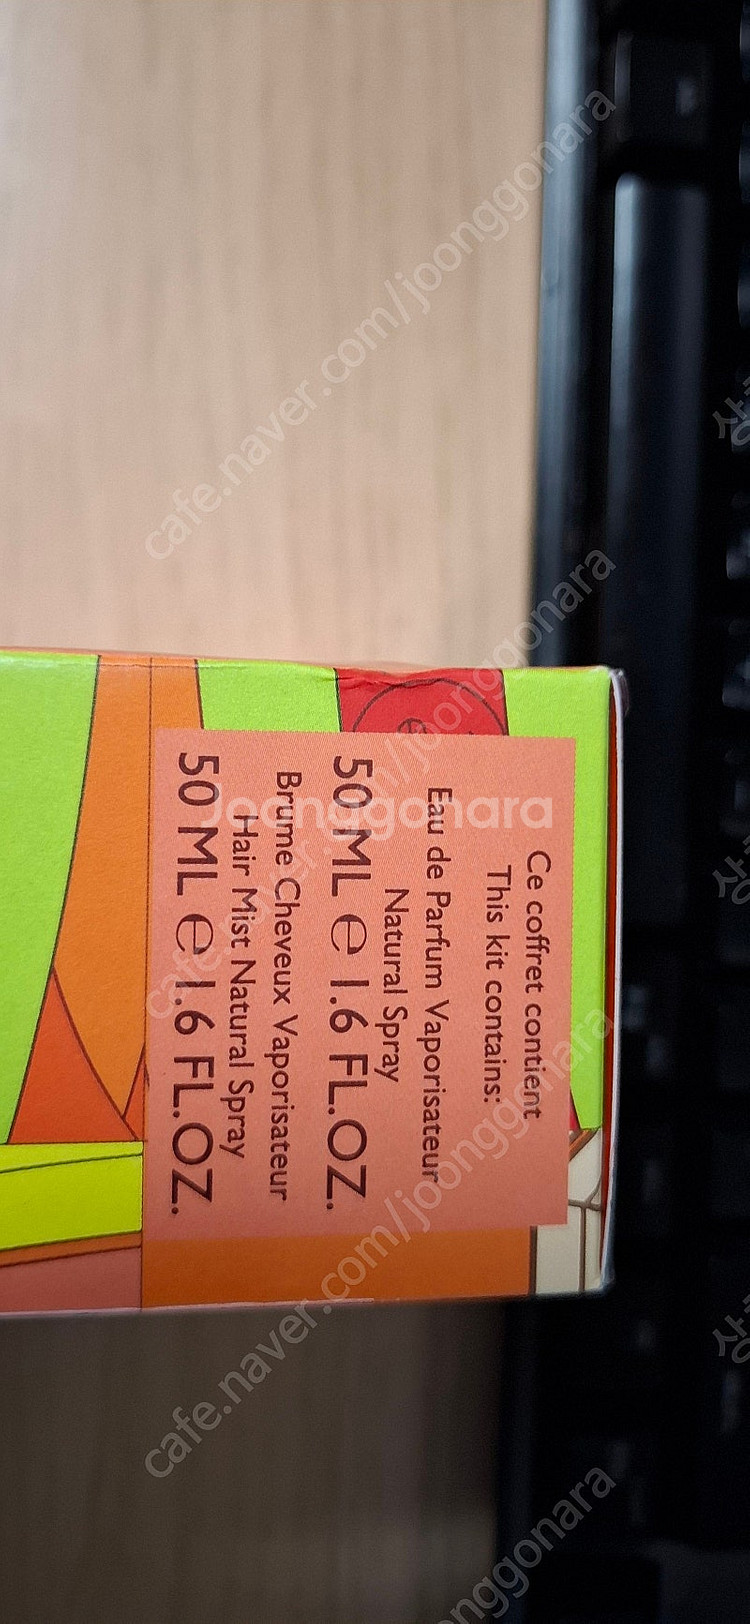 Ce coffret contient
This kit contains:
Eau de Parfum Vaporisateur
Natural Spray
50 ML e 1.6 FL.OZ.
Brume Cheveux Vaporisateur
Hair Mist Natural Spray
50 ML e 1.6 FL.OZ.
Joonggonara
cafe.naver.com/joonggonara
cafe.naver.com/joonggonara
cafe.naver.com/joonggonara